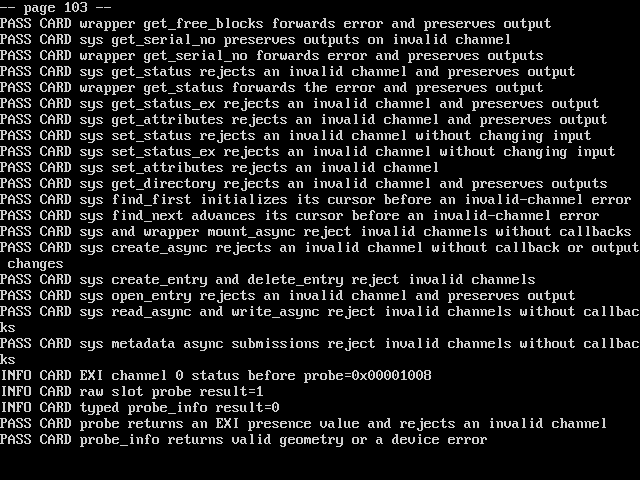 -- page 103 --
PASS CARD wrapper get_free_blocks forwards error and preserves output
PASS CARD sys get_serial_no preserves outputs on invalid channel
PASS CARD wrapper get_serial_no forwards error and preserves outputs
PASS CARD sys get_status rejects an invalid channel and preserves output
PASS CARD wrapper get_status forwards the error and preserves output
PASS CARD sys get_status_ex rejects an invalid channel and preserves output
PASS CARD sys get_attributes rejects an invalid channel and preserves output
PASS CARD sys set_status rejects an invalid channel without changing input
PASS CARD sys set_status_ex rejects an invalid channel without changing input
PASS CARD sys set_attributes rejects an invalid channel
PASS CARD sys get_directory rejects an invalid channel and preserves outputs
PASS CARD sys find_first initializes its cursor before an invalid-channel error
PASS CARD sys find_next advances its cursor before an invalid-channel error
PASS CARD sys and wrapper mount_async reject invalid channels without callbacks
PASS CARD sys create_async rejects an invalid channel without callback or output
 changes
PASS CARD sys create_entry and delete_entry reject invalid channels
PASS CARD sys open_entry rejects an invalid channel and preserves output
PASS CARD sys read_async and write_async reject invalid channels without callbac
ks
PASS CARD sys metadata async submissions reject invalid channels without callbac
ks
INFO CARD EXI channel 0 status before probe=0x00001008
INFO CARD raw slot probe result=1
INFO CARD typed probe_info result=0
PASS CARD probe returns an EXI presence value and rejects an invalid channel
PASS CARD probe_info returns valid geometry or a device error